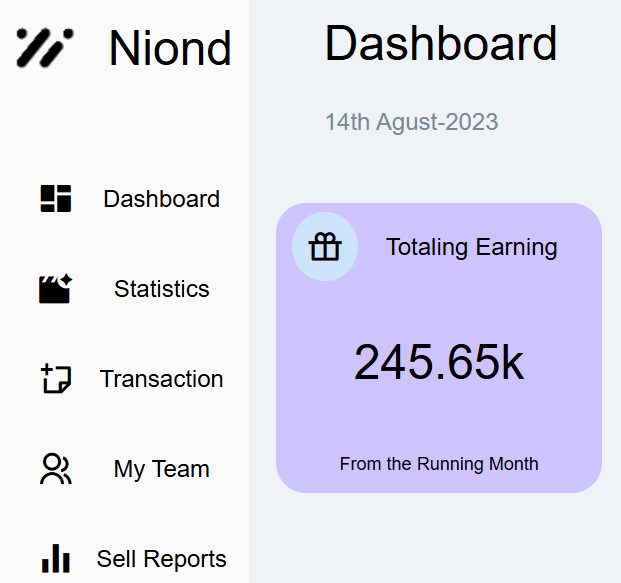 Niond
Dashboard
Statistics
Transaction
My Team
Sell Reports
Dashboard
14th Agust-2023
Totaling Earning
245.65k
From the Running Month